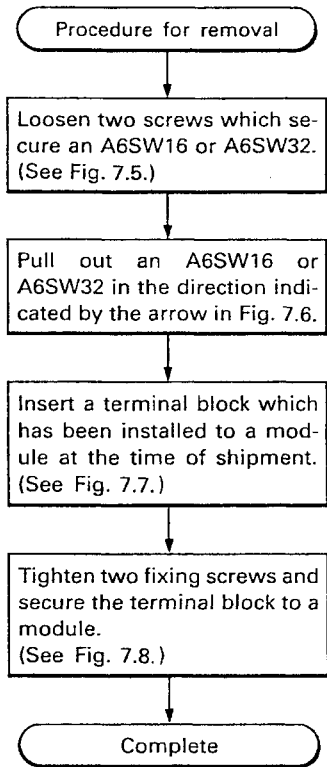 Procedure for removal
Loosen two screws which se-
cure an A6SW16 or A6SW32.
(See Fig. 7.5.)
Pull out an A6SW16 or
A6SW32 in the direction indi-
cated by the arrow in Fig. 7.6.
Insert a terminal block which
has been installed to a mod-
ule at the time of shipment.
(See Fig. 7.7.)
Tighten two fixing screws and
secure the terminal block to a
module.
(See Fig. 7.8.)
Complete